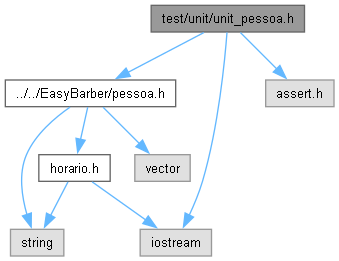 test/unit/unit_pessoa.h
../../EasyBarber/pessoa.h
assert.h
horario.h
vector
string
iostream